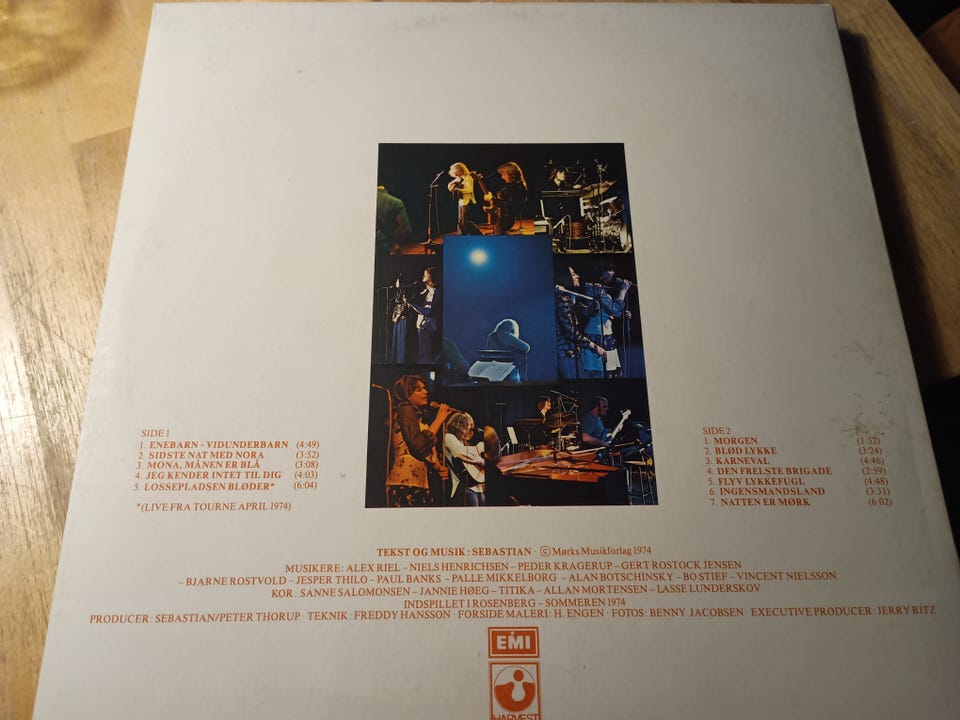 SIDE 1
1. ENEBARN - VIDUNDERBARN (4:49)
2. SIDSTE NAT MED NORA (3:52)
3. MONA, MÅNEN ER BLÅ (3:08)
4. JEG KENDER INTET TIL DIG (4:03)
5. LOSSEPLADSEN BLØDER* (6:04)
*(LIVE FRA TOURNE APRIL 1974)
SIDE 2
1. MORGEN (1:32)
2. BLØD LYKKE (3:24)
3. KARNEVAL (4:46)
4. DEN FRELSTE BRIGADE (2:59)
5. FLYV LYKKEFUGL (4:48)
6. INGENSMANDSLAND (3:31)
7. NATTEN ER MØRK (6:02)
TEKST OG MUSIK: SEBASTIAN · © Mørks Musikforlag 1974
MUSIKERE: ALEX RIEL – NIELS HENRICHSEN – PEDER KRAGERUP – GERT ROSTOCK JENSEN
– BJARNE ROSTVOLD – JESPER THILO – PAUL BANKS – PALLE MIKKELBORG – ALAN BOTSCHINSKY – BO STIEF – VINCENT NIELSSON
KOR: SANNE SALOMONSEN – JANNIE HØEG – TITIKA – ALLAN MORTENSEN – LASSE LUNDERSKOV
INDSPILLET I ROSENBERG – SOMMEREN 1974
PRODUCER: SEBASTIAN/PETER THORUP · TEKNIK: FREDDY HANSSON · FORSIDE MALERI: H. ENGEN · FOTOS: BENNY JACOBSEN · EXECUTIVE PRODUCER: JERRY RITZ
EMI
HARVEST